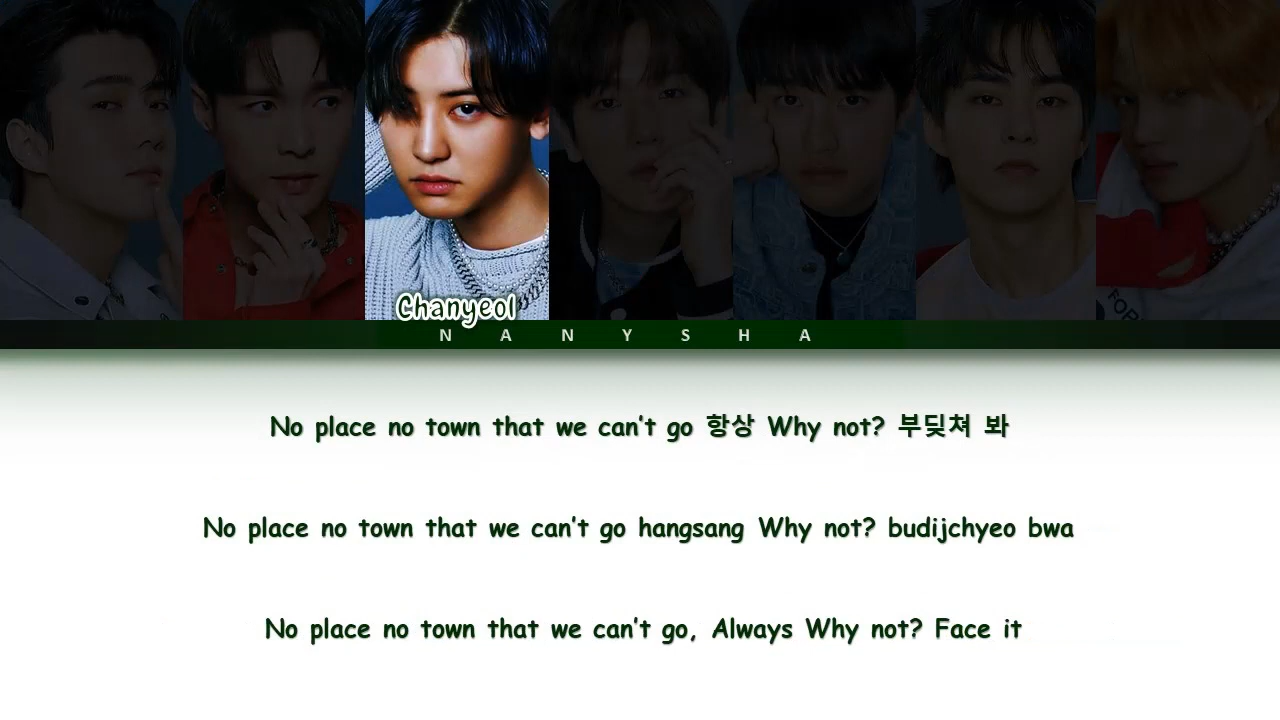 Chanyeol
N A N Y S H A
No place no town that we can't go 항상 Why not? 부딪쳐 봐
No place no town that we can't go hangsang Why not? budijchyeo bwa
No place no town that we can't go, Always Why not? Face it
FOR